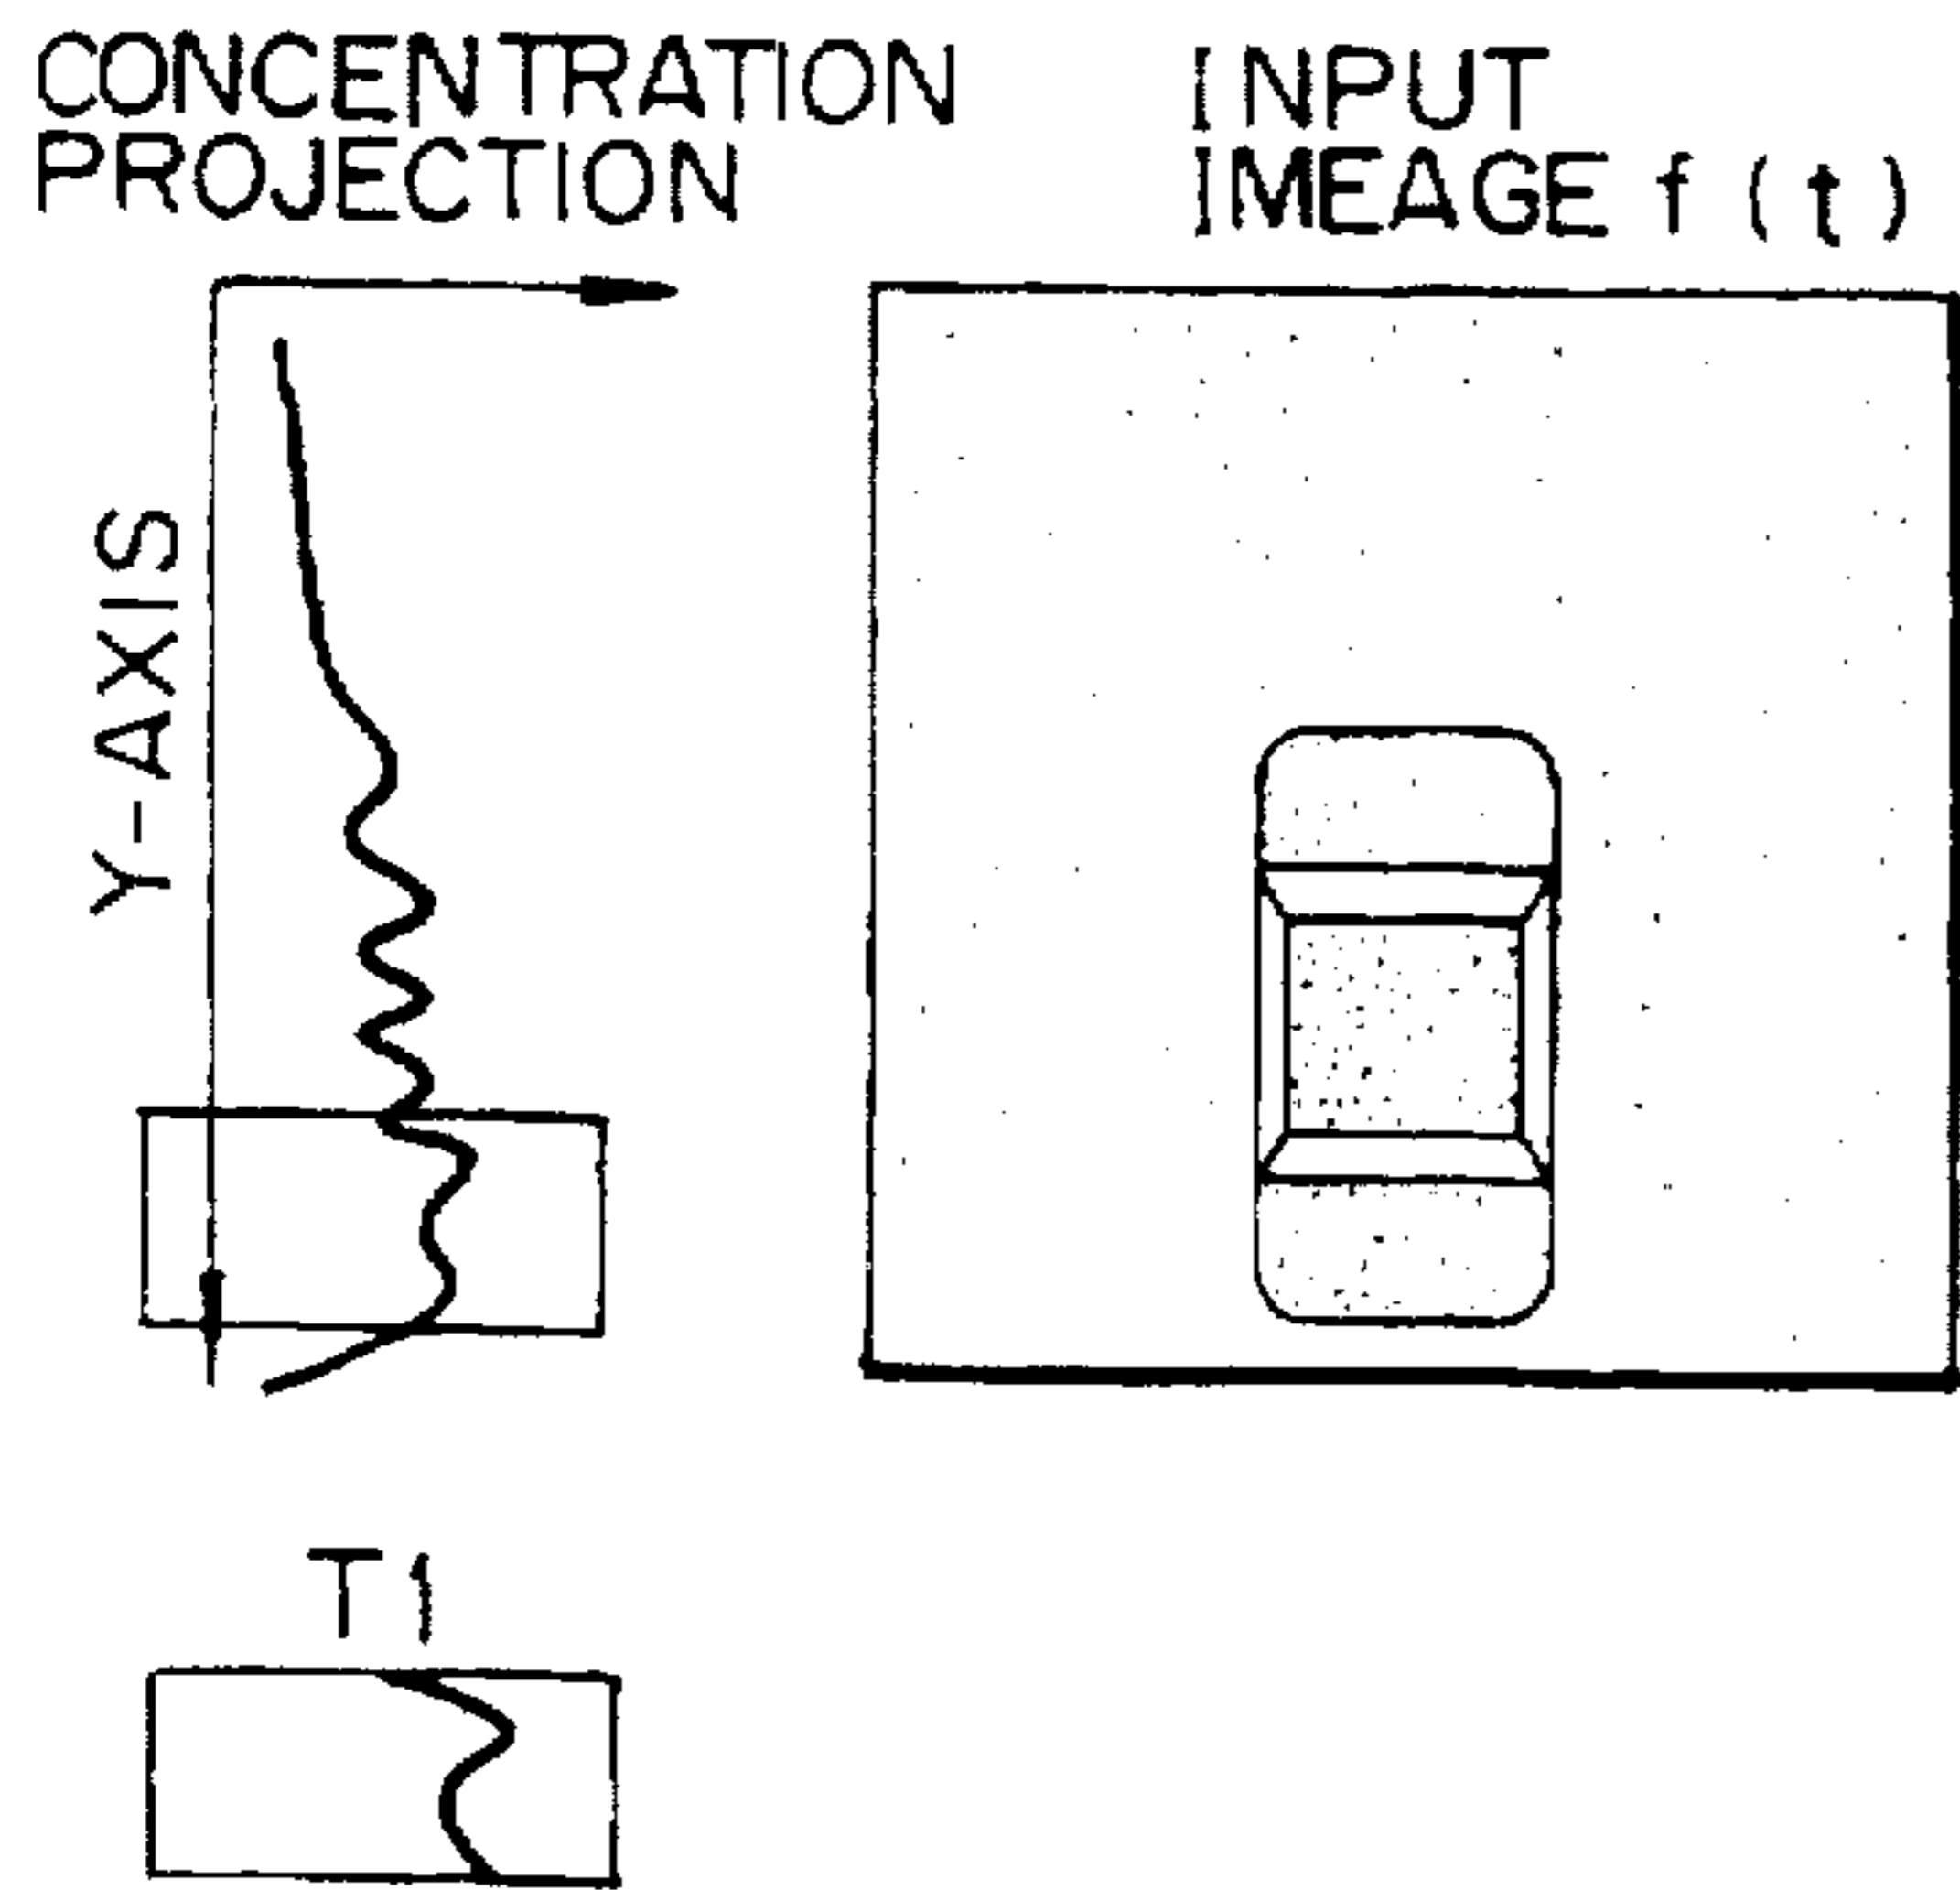 CONCENTRATION
PROJECTION
INPUT
IMEAGE f (t)
Y-AXIS
T1